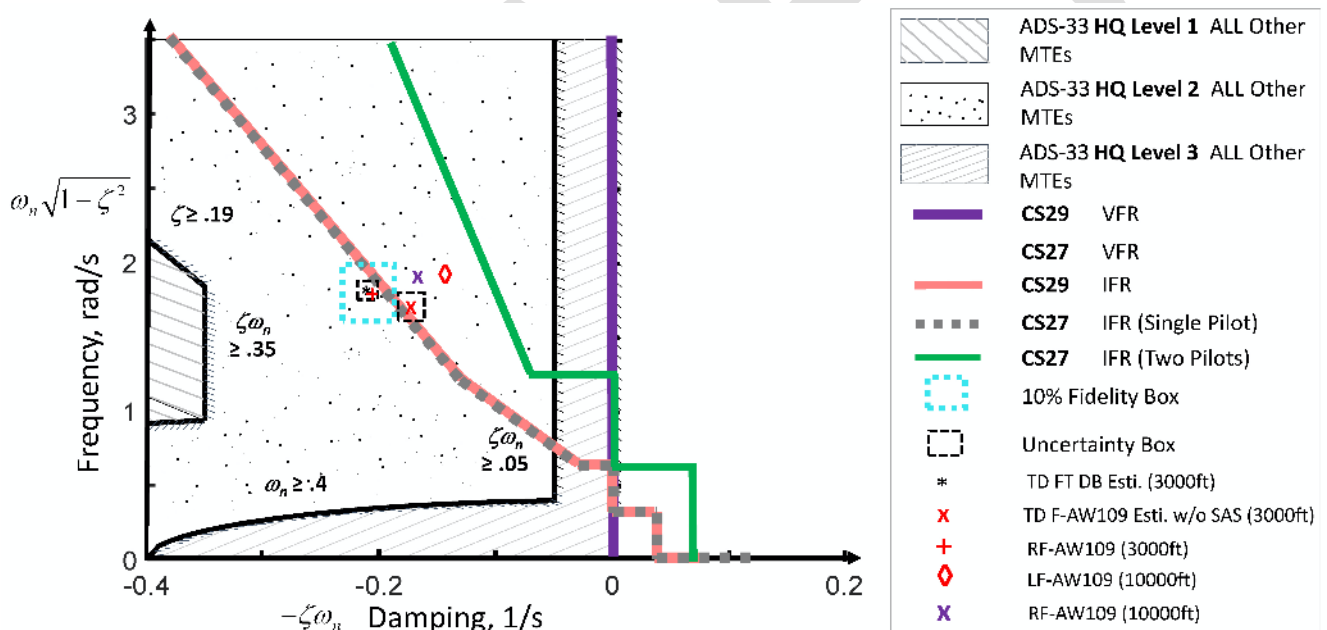 3
2
1
0
-0.4
-0.2
0
0.2
Frequency, rad/s
ωₙ√1 − ζ²
−ζωₙ Damping, 1/s
ζ ≥ .19
ζωₙ
≥ .35
ζωₙ
≥ .05
ωₙ ≥ .4
ADS-33 HQ Level 1 ALL Other
MTEs
ADS-33 HQ Level 2 ALL Other
MTEs
ADS-33 HQ Level 3 ALL Other
MTEs
CS29 VFR
CS27 VFR
CS29 IFR
CS27 IFR (Single Pilot)
CS27 IFR (Two Pilots)
10% Fidelity Box
Uncertainty Box
* TD FT DB Esti. (3000ft)
x TD F-AW109 Esti. w/o SAS (3000ft)
+ RF-AW109 (3000ft)
◊ LF-AW109 (10000ft)
x RF-AW109 (10000ft)